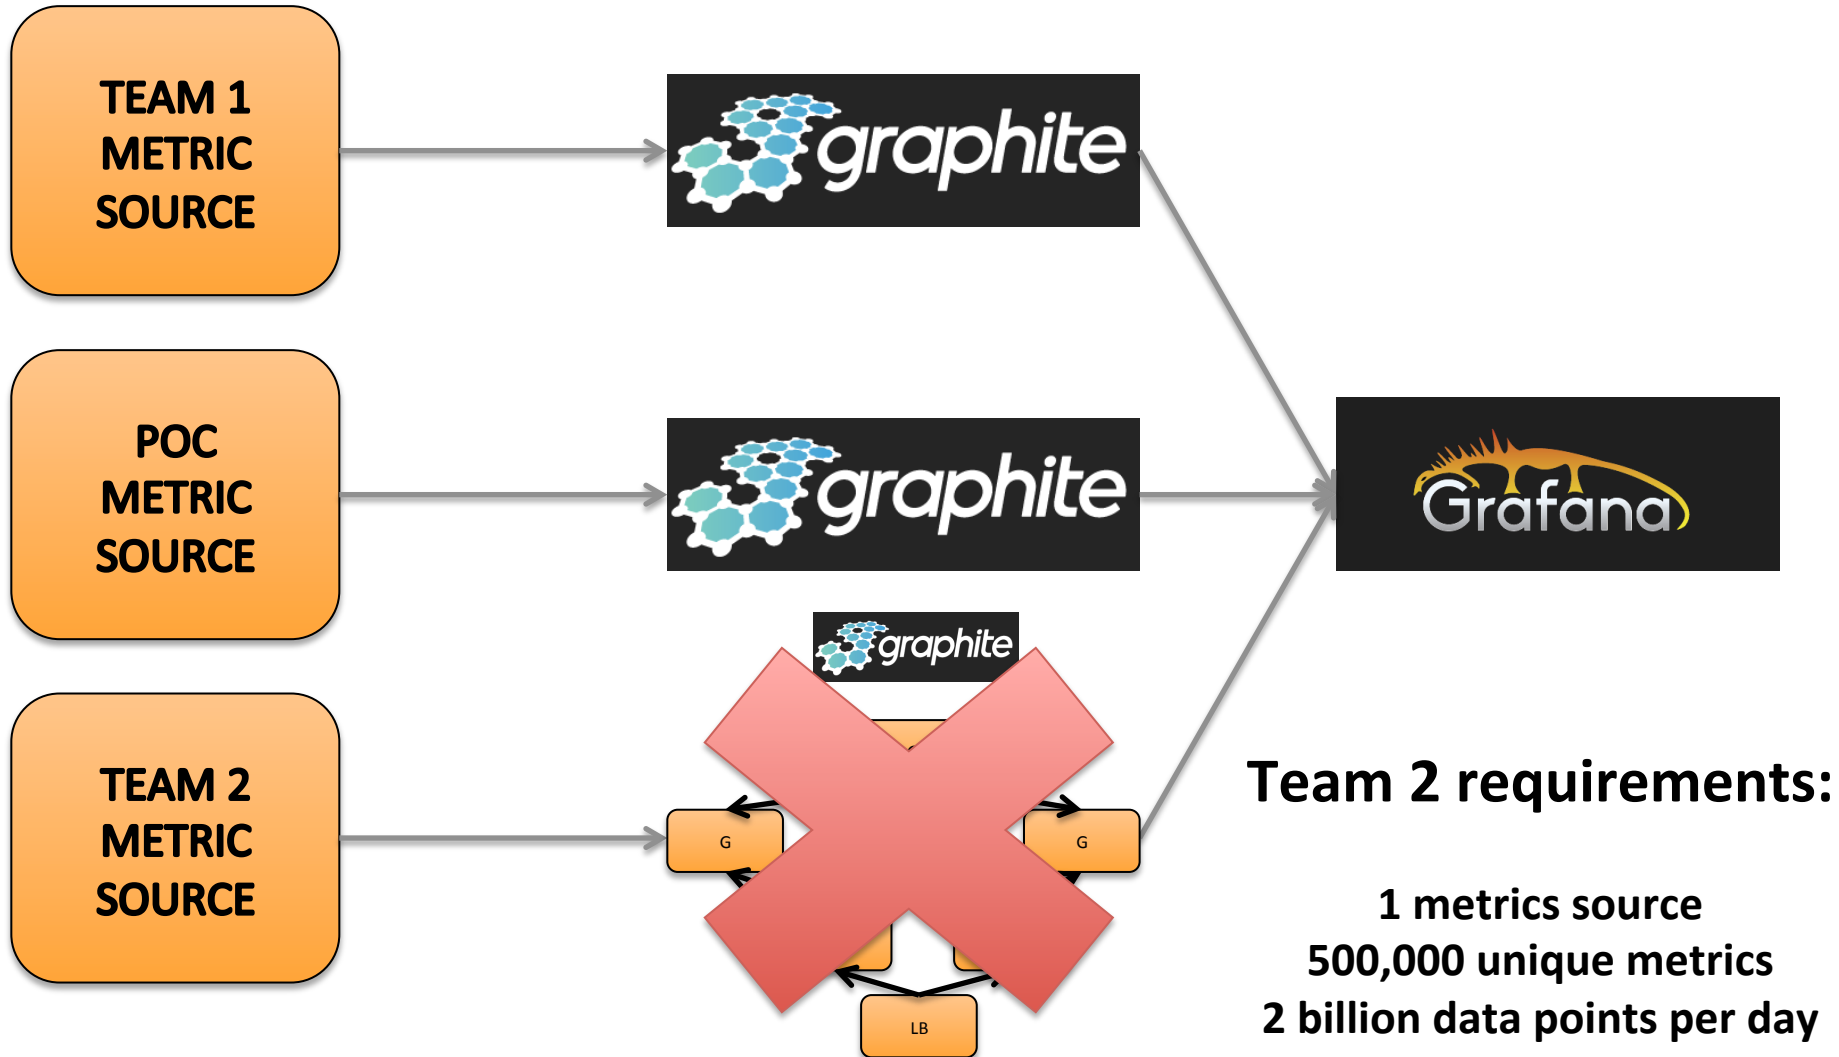 TEAM 1
METRIC
SOURCE
graphite
POC
METRIC
SOURCE
graphite
Grafana
graphite
TEAM 2
METRIC
SOURCE
G
G
LB
Team 2 requirements:
1 metrics source
500,000 unique metrics
2 billion data points per day